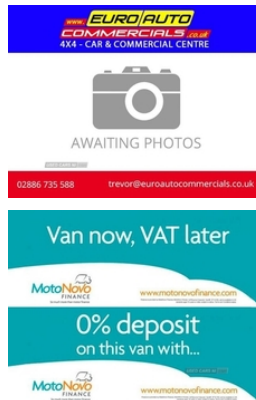 www.EURO AUTO
COMMERCIALS.co.uk
4X4 - CAR & COMMERCIAL CENTRE
AWAITING PHOTOS
02886 735 588 trevor@euroautocommercials.co.uk
Van now, VAT later
MotoNovo
FINANCE
www.motonovofinance.com
0% deposit
on this van with...
MotoNovo
FINANCE
www.motonovofinance.com